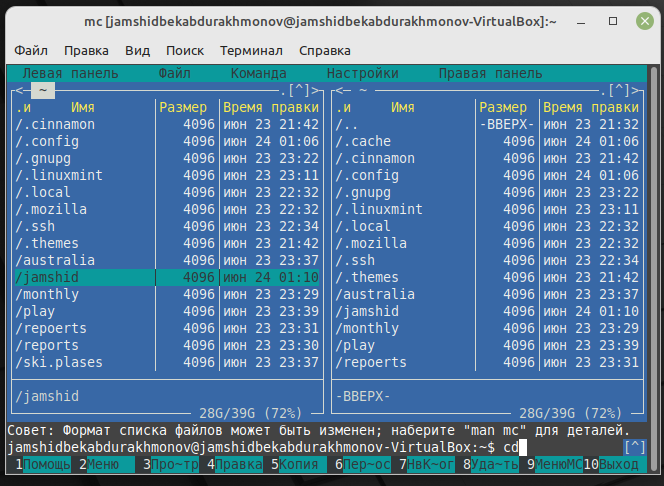 mc [jamshidbekabdurakhmonov@jamshidbekabdurakhmonov-VirtualBox]:~
Файл Правка Вид Поиск Терминал Справка
Левая панель Файл Команда Настройки Правая панель
<─ ~ .[^]> <─ ~ .[^]>
.и Имя Размер Время правки .и Имя Размер Время правки
/.cinnamon 4096 июн 23 21:42 /.. -ВВЕРХ- июн 23 21:32
/.config 4096 июн 24 01:06 /.cache 4096 июн 24 01:06
/.gnupg 4096 июн 23 23:22 /.cinnamon 4096 июн 23 21:42
/.linuxmint 4096 июн 23 23:11 /.config 4096 июн 24 01:06
/.local 4096 июн 23 22:32 /.gnupg 4096 июн 23 23:22
/.mozilla 4096 июн 23 22:32 /.linuxmint 4096 июн 23 23:11
/.ssh 4096 июн 23 22:34 /.local 4096 июн 23 22:32
/.themes 4096 июн 23 21:42 /.mozilla 4096 июн 23 22:32
/australia 4096 июн 23 23:37 /.ssh 4096 июн 23 22:34
/jamshid 4096 июн 24 01:10 /.themes 4096 июн 23 21:42
/monthly 4096 июн 23 23:29 /australia 4096 июн 23 23:37
/play 4096 июн 23 23:39 /jamshid 4096 июн 24 01:10
/repoerts 4096 июн 23 23:31 /monthly 4096 июн 23 23:29
/reports 4096 июн 23 23:30 /play 4096 июн 23 23:39
/ski.plases 4096 июн 23 23:37 /repoerts 4096 июн 23 23:31
/jamshid -ВВЕРХ-
28G/39G (72%) 28G/39G (72%)
Совет: Формат списка файлов может быть изменен; наберите "man mc" для деталей.
jamshidbekabdurakhmonov@jamshidbekabdurakhmonov-VirtualBox:~$ cd [^]
1Помощь 2Меню 3Про~тр 4Правка 5Копия 6Пер~ос 7НвК~ог 8Уда~ть 9МенюMC 10Выход